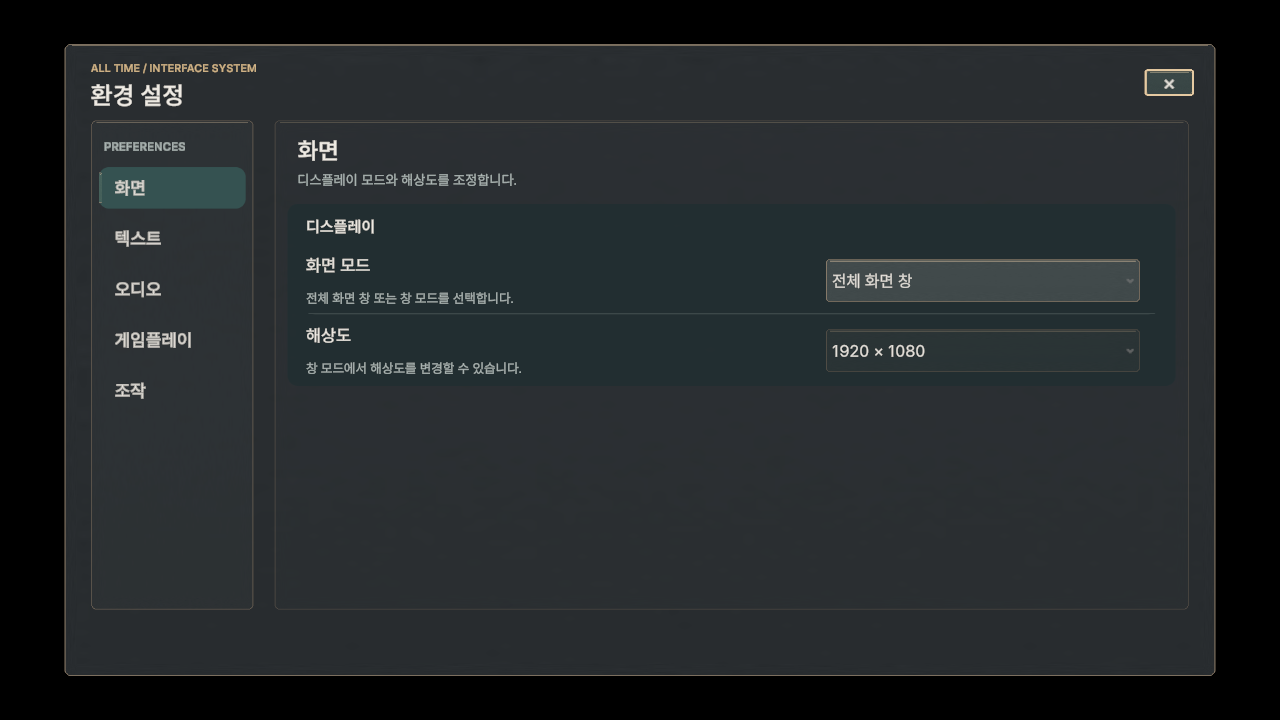 ALL TIME / INTERFACE SYSTEM
환경 설정
×
PREFERENCES
화면
텍스트
오디오
게임플레이
조작
화면
디스플레이 모드와 해상도를 조정합니다.
디스플레이
화면 모드
전체 화면 창 또는 창 모드를 선택합니다.
전체 화면 창
해상도
창 모드에서 해상도를 변경할 수 있습니다.
1920 × 1080